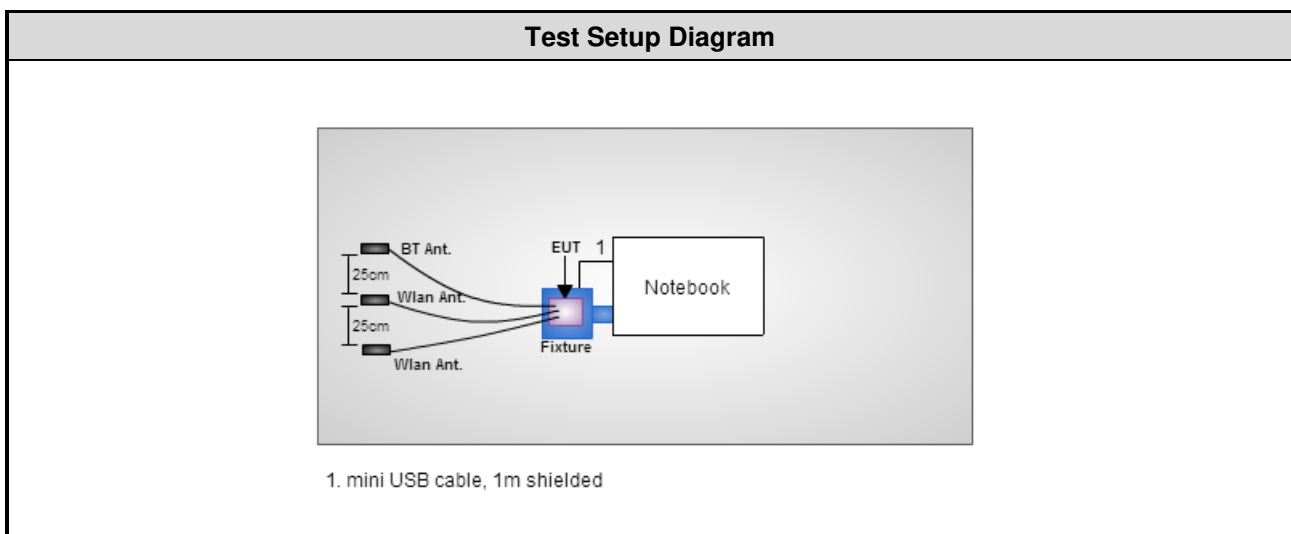 Test Setup Diagram
BT Ant.
EUT 1
25cm
Notebook
Wlan Ant.
25cm
Fixture
Wlan Ant.
1. mini USB cable, 1m shielded